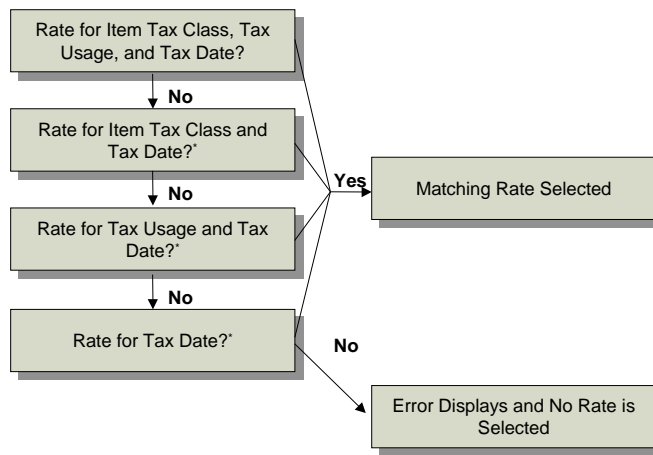 Rate for Item Tax Class, Tax
Usage, and Tax Date?
No
Rate for Item Tax Class and
Tax Date?*
No
Yes
Matching Rate Selected
Rate for Tax Usage and Tax
Date?*
No
Rate for Tax Date?*
No
Error Displays and No Rate is
Selected